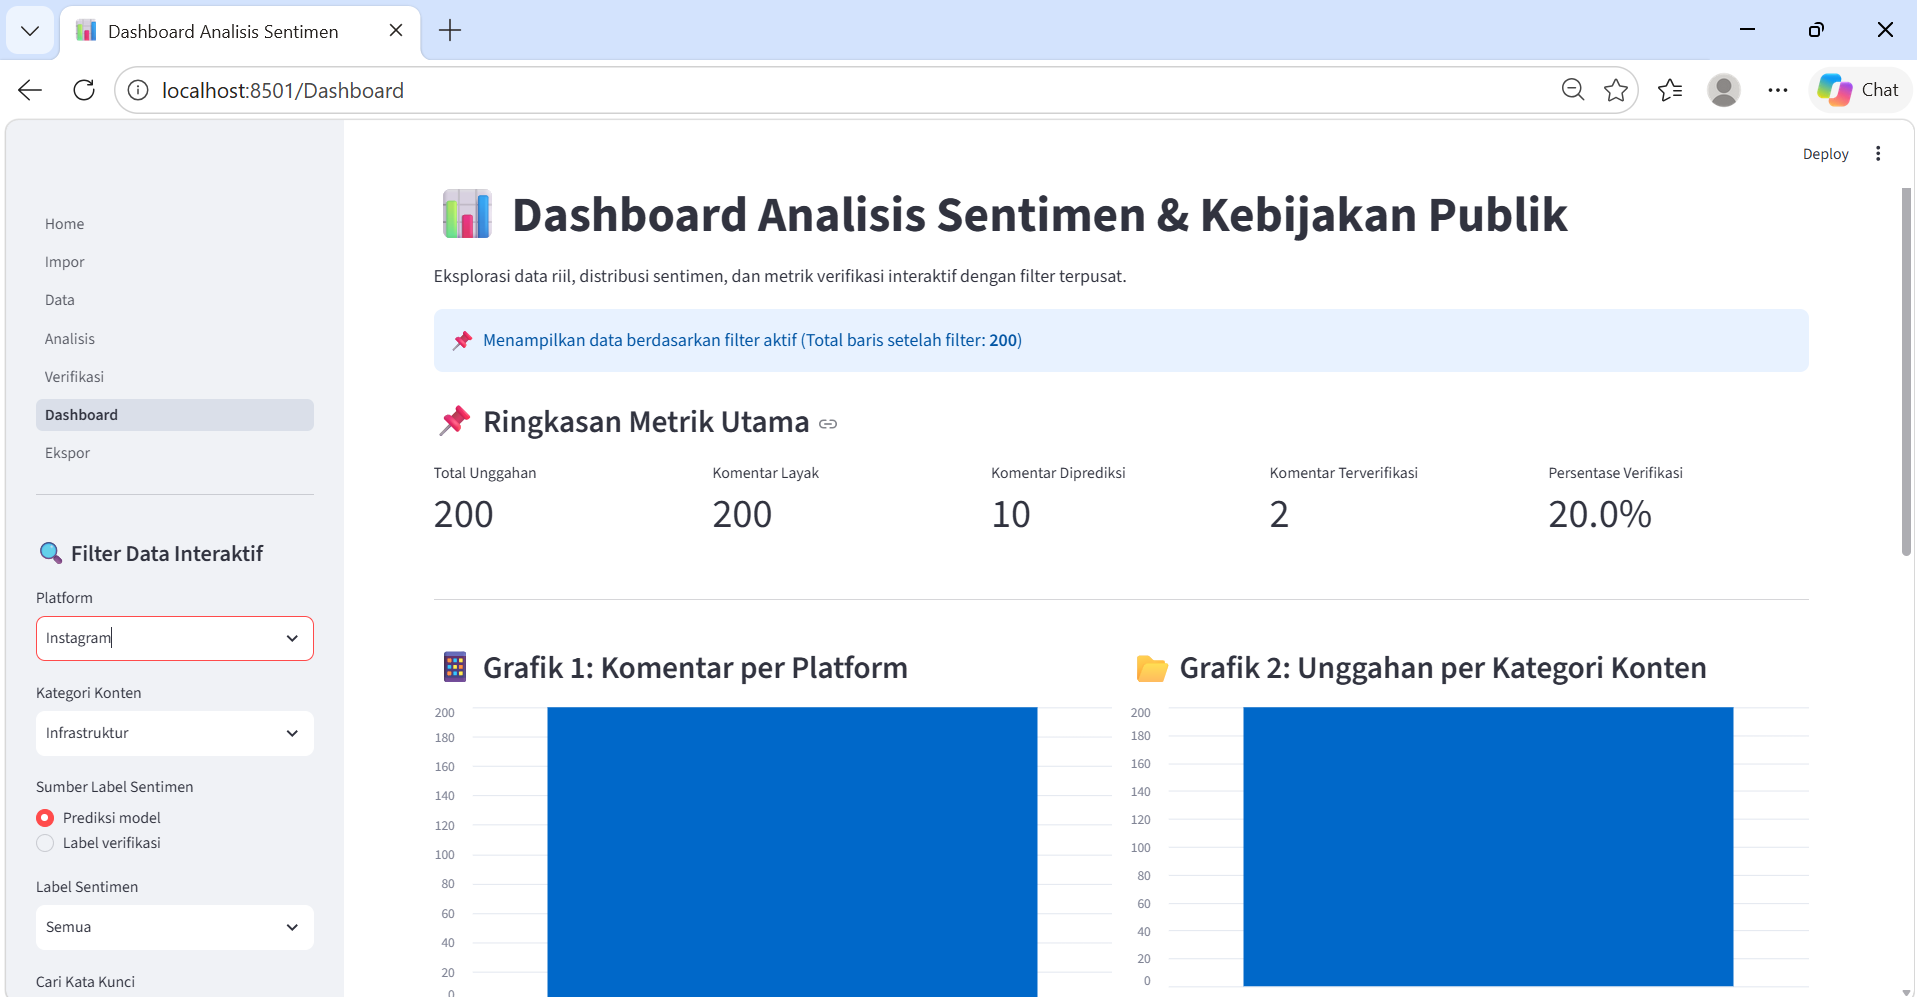 Dashboard Analisis Sentimen
localhost:8501/Dashboard
Chat
Deploy
Home
Impor
Data
Analisis
Verifikasi
Dashboard
Ekspor
Filter Data Interaktif
Platform
Instagram
Kategori Konten
Infrastruktur
Sumber Label Sentimen
Prediksi model
Label verifikasi
Label Sentimen
Semua
Cari Kata Kunci
Dashboard Analisis Sentimen & Kebijakan Publik
Eksplorasi data riil, distribusi sentimen, dan metrik verifikasi interaktif dengan filter terpusat.
Menampilkan data berdasarkan filter aktif (Total baris setelah filter: 200)
Ringkasan Metrik Utama
Total Unggahan
200
Komentar Layak
200
Komentar Diprediksi
10
Komentar Terverifikasi
2
Persentase Verifikasi
20.0%
Grafik 1: Komentar per Platform
200
180
160
140
120
100
80
60
40
20
0
Grafik 2: Unggahan per Kategori Konten
200
180
160
140
120
100
80
60
40
20
0